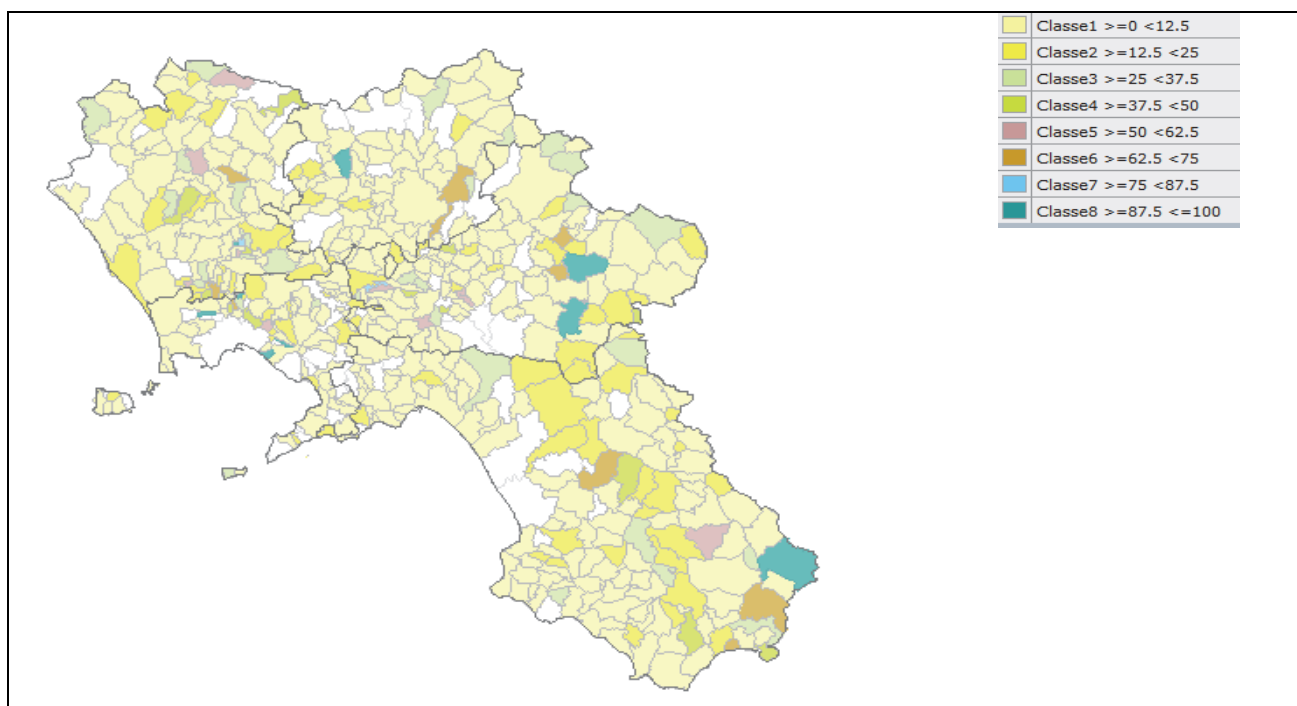 Classe1 >=0 <12.5
Classe2 >=12.5 <25
Classe3 >=25 <37.5
Classe4 >=37.5 <50
Classe5 >=50 <62.5
Classe6 >=62.5 <75
Classe7 >=75 <87.5
Classe8 >=87.5 <=100